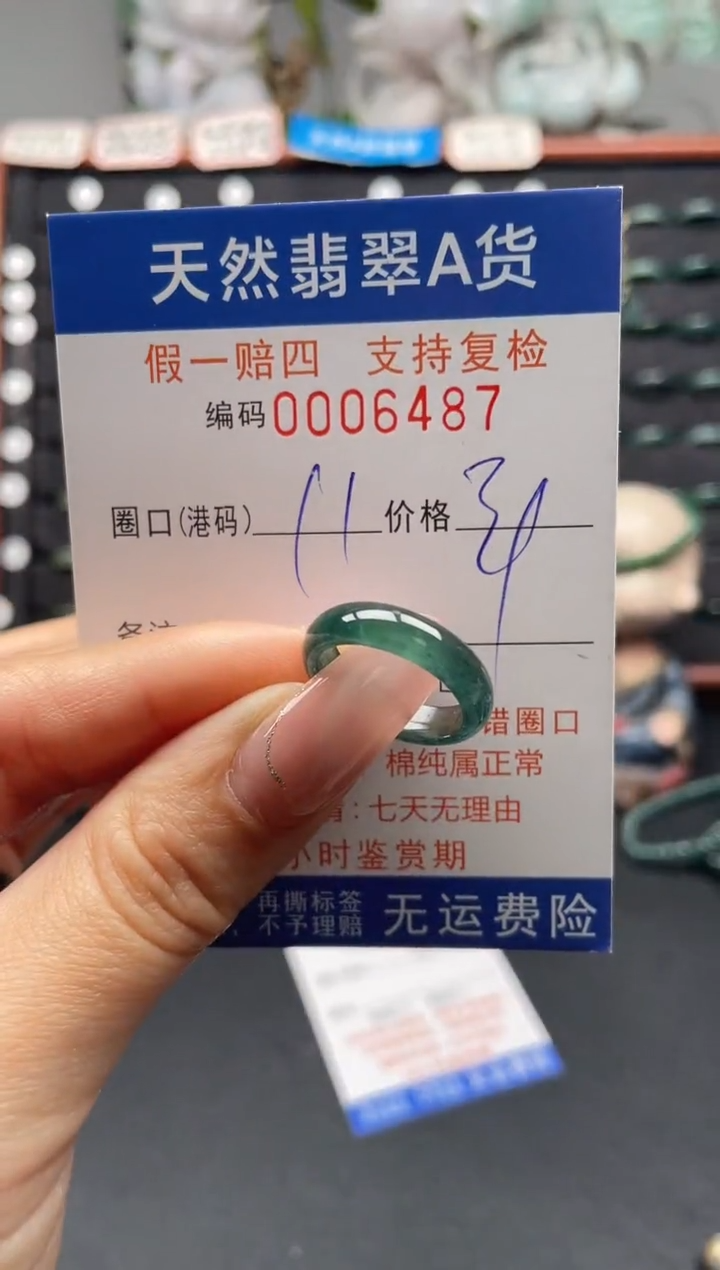 天然翡翠A货
假一赔四 支持复检
编码0006487
圈口(港码) 11 价格 34
备注
错圈口
棉纯属正常
:七天无理由
小时鉴赏期
再撕标签
不予理赔
无运费险